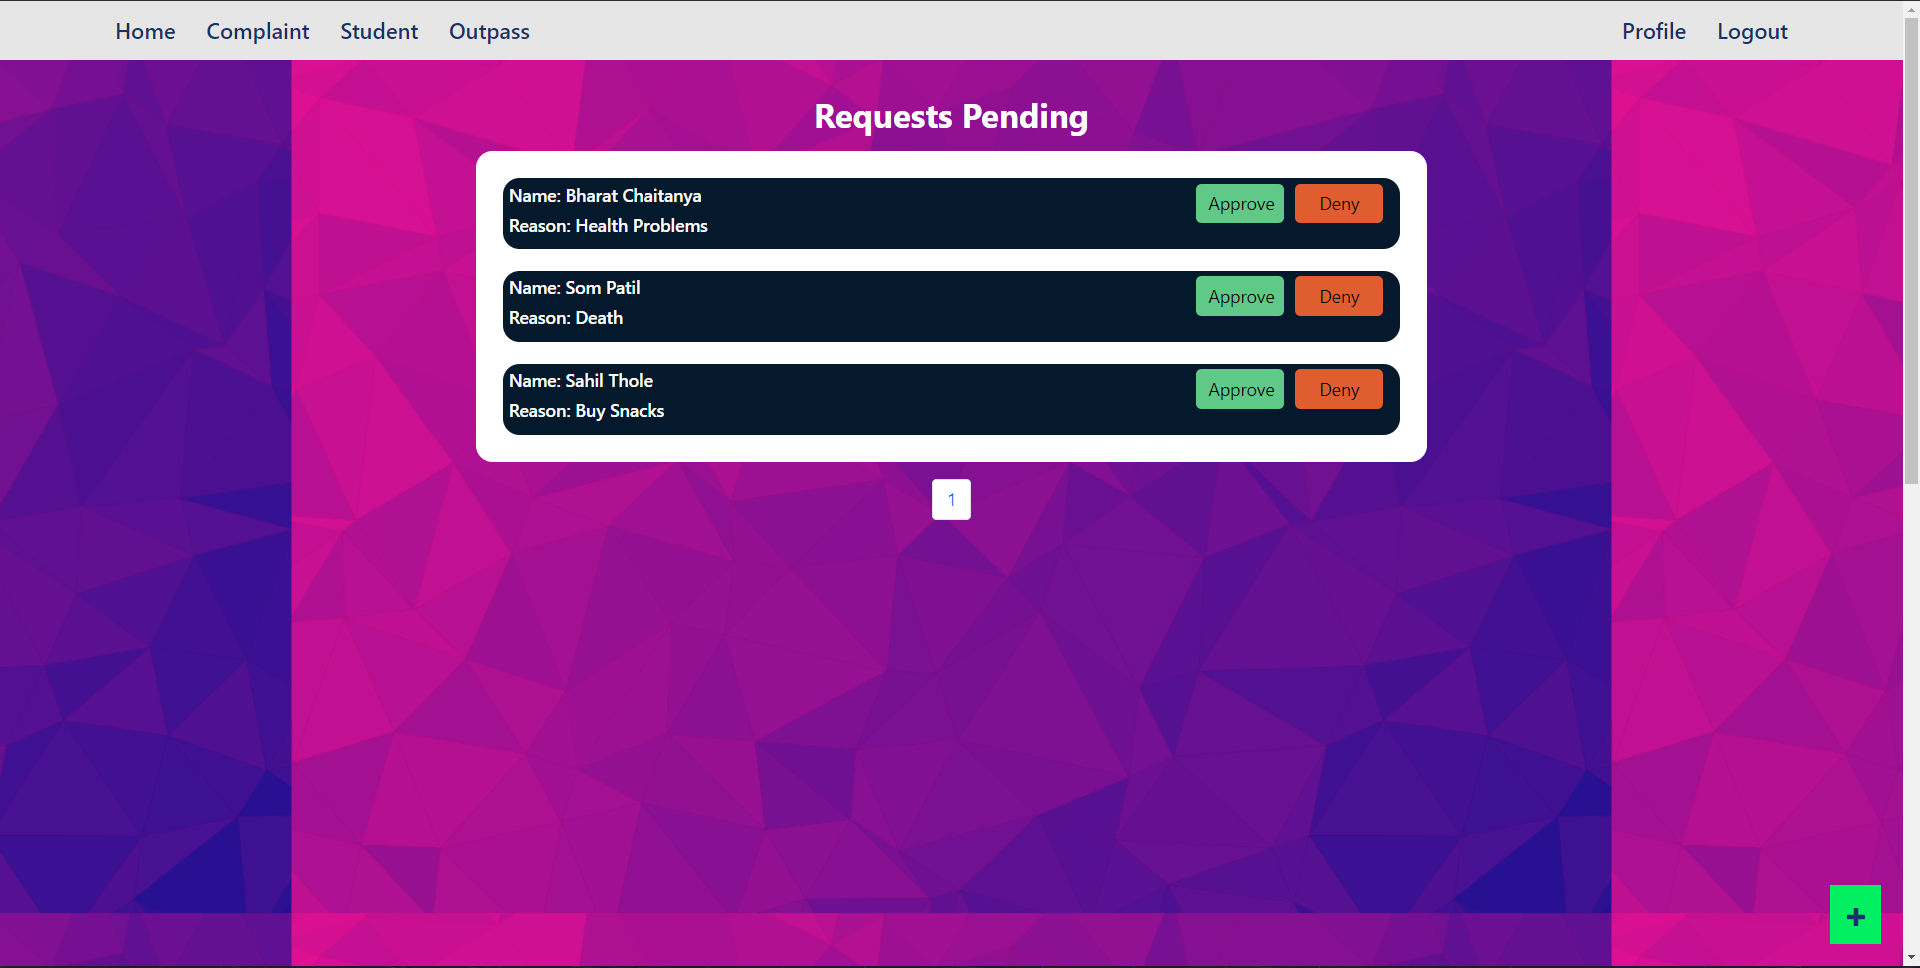 Home Complaint Student Outpass Profile Logout
Requests Pending
Name: Bharat Chaitanya Approve Deny
Reason: Health Problems
Name: Som Patil Approve Deny
Reason: Death
Name: Sahil Thole Approve Deny
Reason: Buy Snacks
1
+